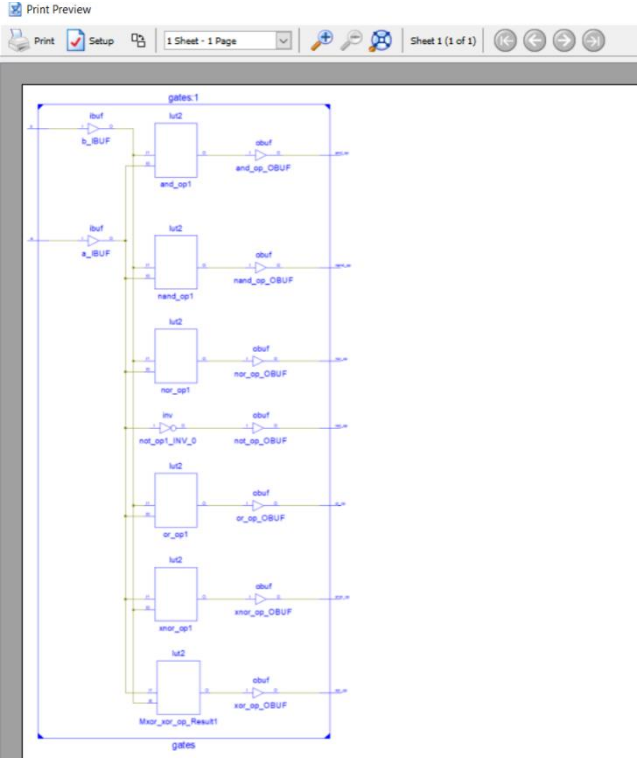 Print Preview
Print Setup 1 Sheet - 1 Page Sheet 1 (1 of 1)
gates:1
ibuf
b_IBUF
lut2
and_op1
obuf
and_op_OBUF
ibuf
a_IBUF
lut2
nand_op1
obuf
nand_op_OBUF
lut2
nor_op1
obuf
nor_op_OBUF
inv
not_op1_INV_0
obuf
not_op_OBUF
lut2
or_op1
obuf
or_op_OBUF
lut2
xnor_op1
obuf
xnor_op_OBUF
lut2
Mxor_xor_op_Result1
obuf
xor_op_OBUF
gates